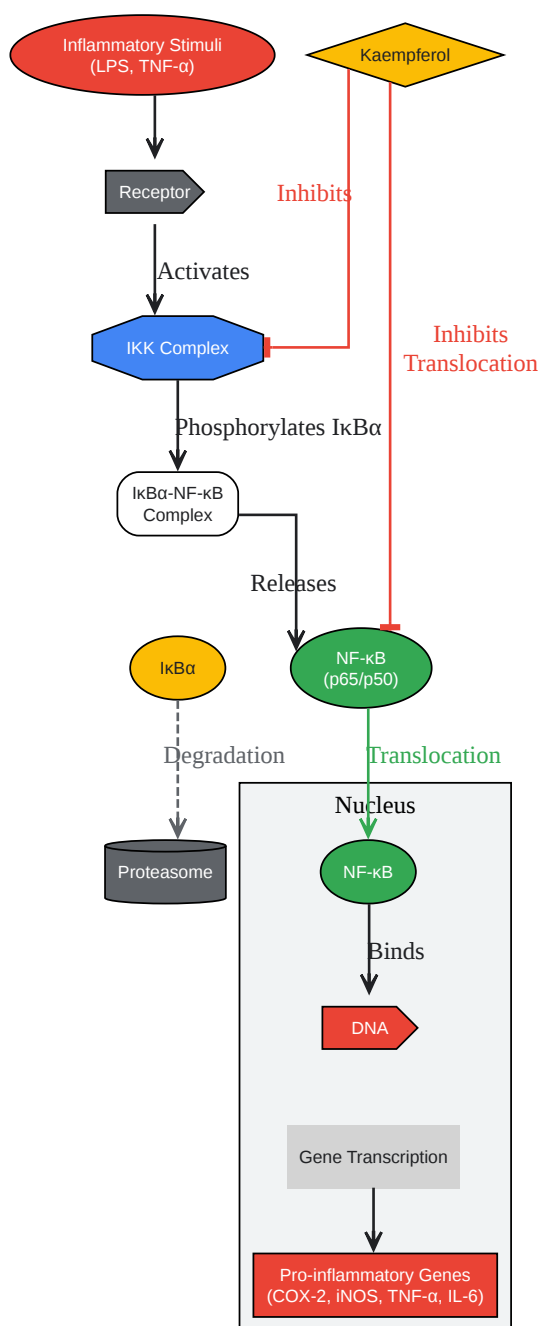 Inflammatory Stimuli
(LPS, TNF-α)
Kaempferol
Receptor
Inhibits
Activates
IKK Complex
Inhibits
Translocation
Phosphorylates IκBα
IκBα-NF-κB
Complex
Releases
IκBα
NF-κB
(p65/p50)
Degradation
Translocation
Nucleus
Proteasome
NF-κB
Binds
DNA
Gene Transcription
Pro-inflammatory Genes
(COX-2, iNOS, TNF-α, IL-6)